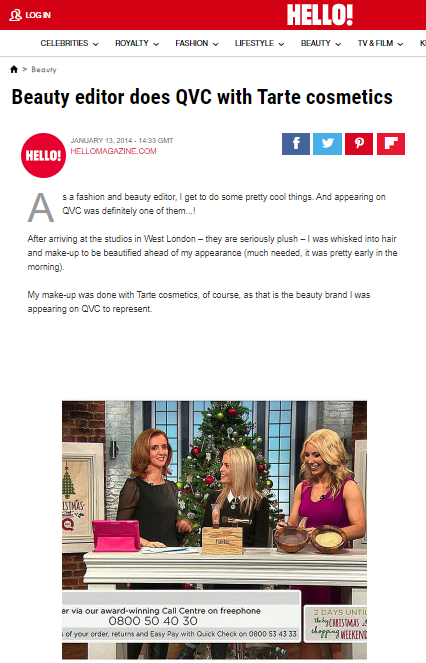 LOG IN
HELLO!
CELEBRITIES
ROYALTY
FASHION
LIFESTYLE
BEAUTY
TV & FILM
K
> Beauty
Beauty editor does QVC with Tarte cosmetics
HELLO!
JANUARY 13, 2014 - 14:33 GMT
HELLOMAGAZINE.COM
As a fashion and beauty editor, I get to do some pretty cool things. And appearing on
QVC was definitely one of them...!
After arriving at the studios in West London – they are seriously plush – I was whisked into hair
and make-up to be beautified ahead of my appearance (much needed, it was pretty early in the
morning).
My make-up was done with Tarte cosmetics, of course, as that is the beauty brand I was
appearing on QVC to represent.
tarte
er via our award-winning Call Centre on freephone
0800 50 40 30
of your order, returns and Easy Pay with Quick Check on 0800 53 43 33
2 DAYS UNTIL
CHRISTMAS
shopping WEEKEND